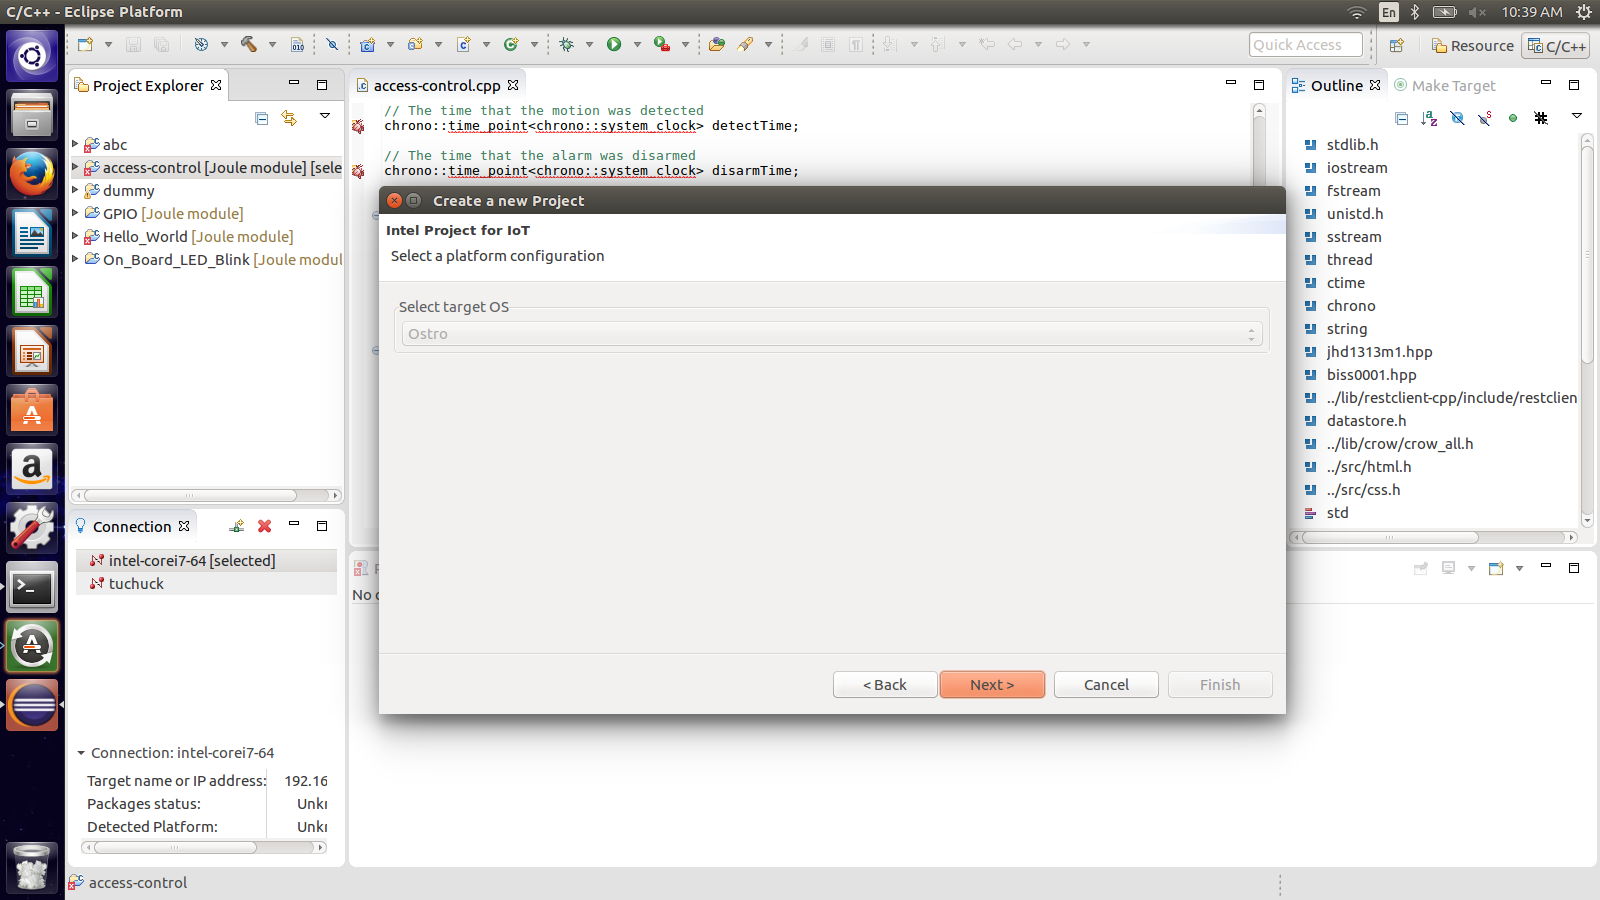 C/C++ - Eclipse Platform
En
10:39 AM
Quick Access
Resource
C/C++
Project Explorer
access-control.cpp
Outline
Make Target
abc
access-control [Joule module] [sele
dummy
GPIO [Joule module]
Hello_World [Joule module]
On_Board_LED_Blink [Joule modul
// The time that the motion was detected
chrono::time_point<chrono::system_clock> detectTime;
// The time that the alarm was disarmed
chrono::time_point<chrono::system_clock> disarmTime;
Create a new Project
Intel Project for IoT
Select a platform configuration
Select target OS
Ostro
< Back
Next >
Cancel
Finish
stdlib.h
iostream
fstream
unistd.h
sstream
thread
ctime
chrono
string
jhd1313m1.hpp
biss0001.hpp
../lib/restclient-cpp/include/restclien
datastore.h
../lib/crow/crow_all.h
../src/html.h
../src/css.h
std
Connection
intel-corei7-64 [selected]
tuchuck
No
Connection: intel-corei7-64
Target name or IP address: 192.16
Packages status: Unkr
Detected Platform: Unkr
access-control